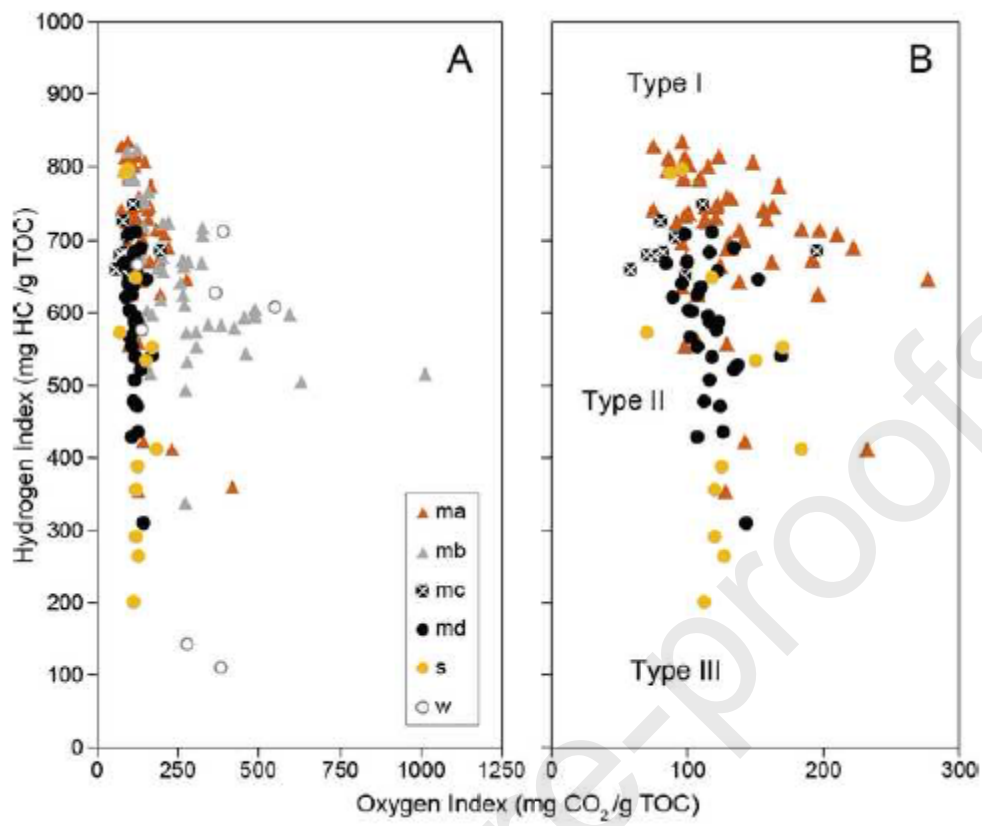 1000
900
800
700
600
500
400
300
200
100
0
Hydrogen Index (mg HC /g TOC)
A
ma
mb
mc
md
s
w
0
250
500
750
1000
1250
B
Type I
Type II
Type III
0
100
200
300
Oxygen Index (mg CO₂/g TOC)
re-proofs